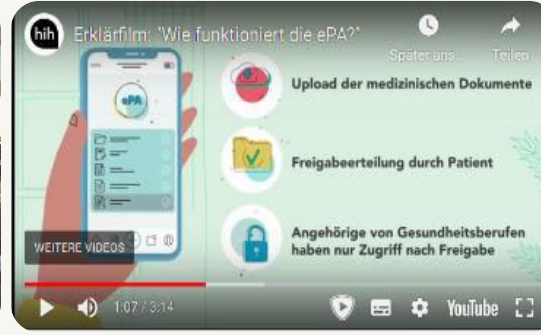 hih
Erklärfilm: "Wie funktioniert die ePA?"
Später ans...
Teilen
ePA
Upload der medizinischen Dokumente
Freigabeerteilung durch Patient
Angehörige von Gesundheitsberufen
haben nur Zugriff nach Freigabe
WEITERE VIDEOS
1:07 / 3:14
YouTube